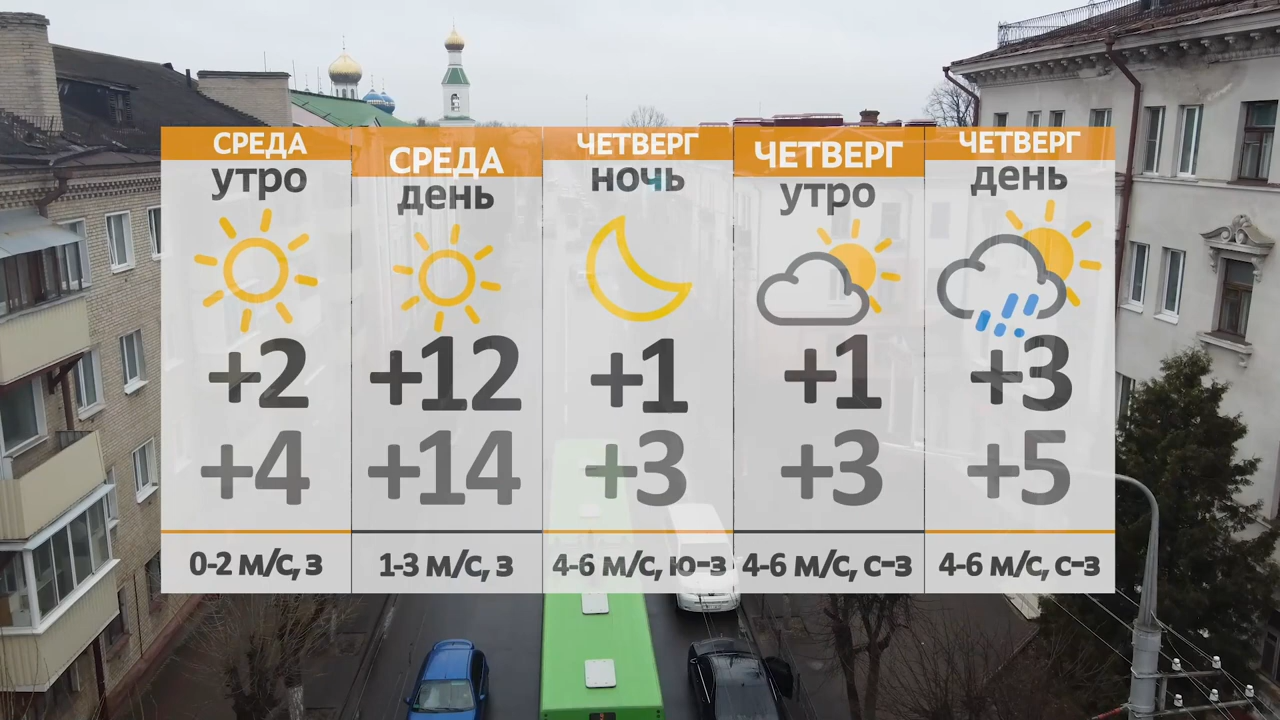 СРЕДА
утро
+2
+4
0-2 м/с, з
СРЕДА
день
+12
+14
1-3 м/с, з
ЧЕТВЕРГ
ночь
+1
+3
4-6 м/с, ю-з
ЧЕТВЕРГ
утро
+1
+3
4-6 м/с, с-з
ЧЕТВЕРГ
день
+3
+5
4-6 м/с, с-з